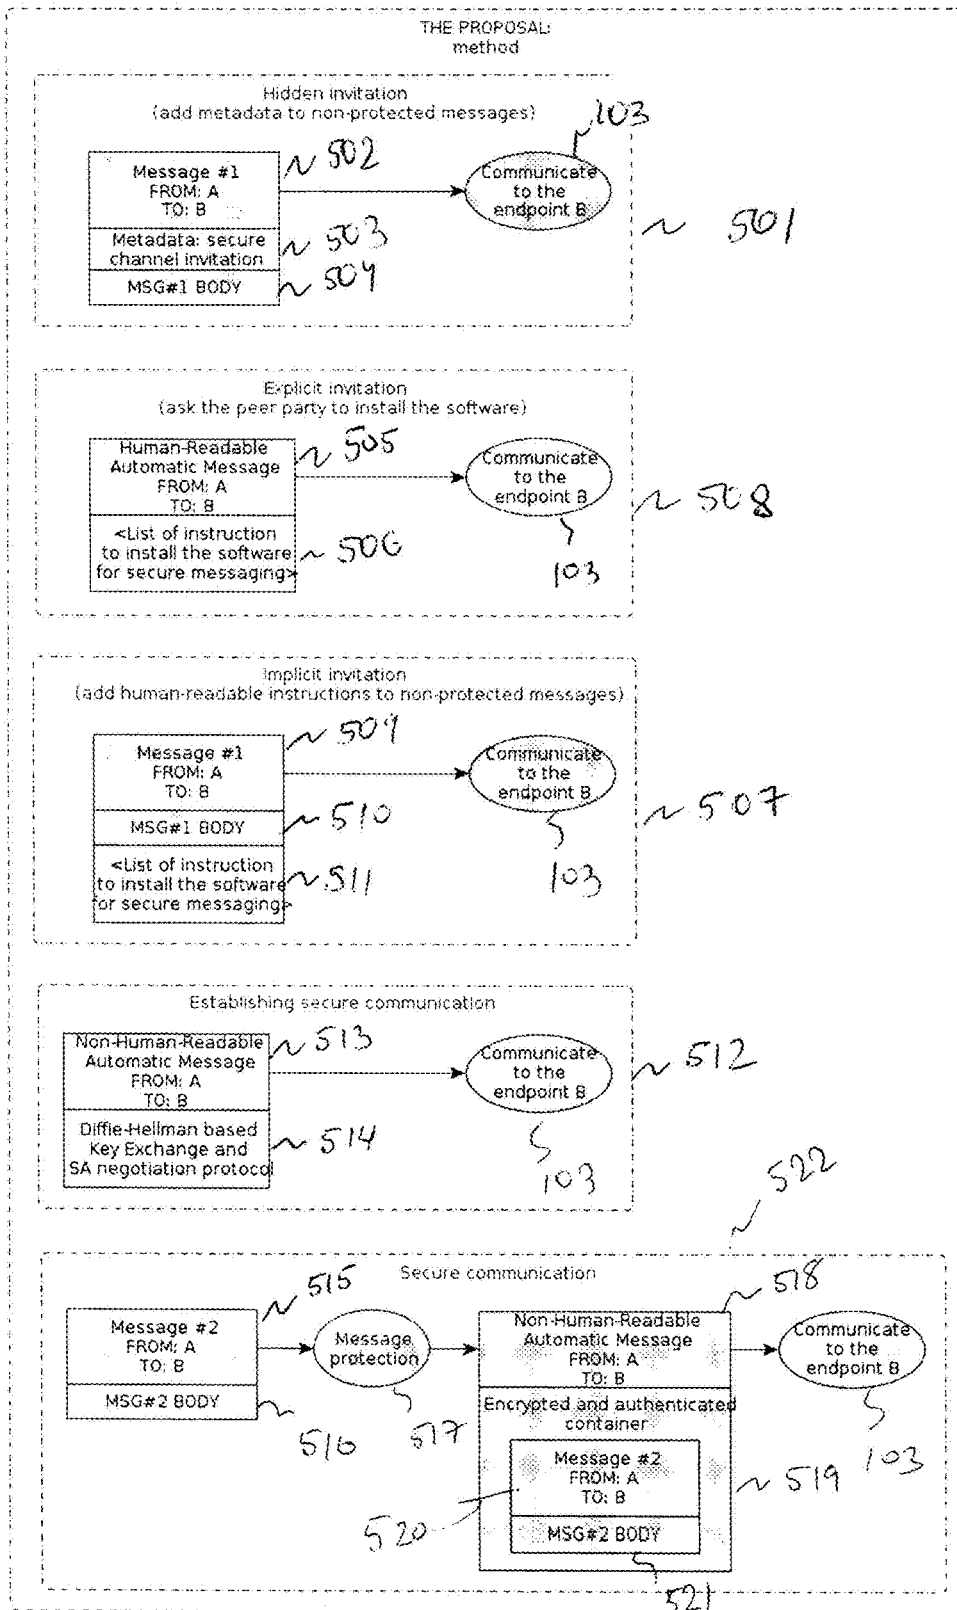 THE PROPOSAL:
method
Hidden invitation
(add metadata to non-protected messages)
103
Message #1
FROM: A
TO: B
502
Communicate
to the
endpoint B
501
Metadata: secure
channel invitation
503
MSG#1 BODY
504
Explicit invitation
(ask the peer party to install the software)
Human-Readable
Automatic Message
FROM: A
TO: B
505
Communicate
to the
endpoint B
508
<List of instruction
to install the software
for secure messaging>
506
103
Implicit invitation
(add human-readable instructions to non-protected messages)
Message #1
FROM: A
TO: B
509
Communicate
to the
endpoint B
507
MSG#1 BODY
510
<List of instruction
to install the software
for secure messaging>
511
103
Establishing secure communication
Non-Human-Readable
Automatic Message
FROM: A
TO: B
513
Communicate
to the
endpoint B
512
Diffie-Hellman based
Key Exchange and
SA negotiation protocol
514
103
522
Secure communication
515
518
Message #2
FROM: A
TO: B
Message
protection
Non-Human-Readable
Automatic Message
FROM: A
TO: B
Communicate
to the
endpoint B
MSG#2 BODY
516
517
Encrypted and authenticated
container
103
Message #2
FROM: A
TO: B
519
520
MSG#2 BODY
521